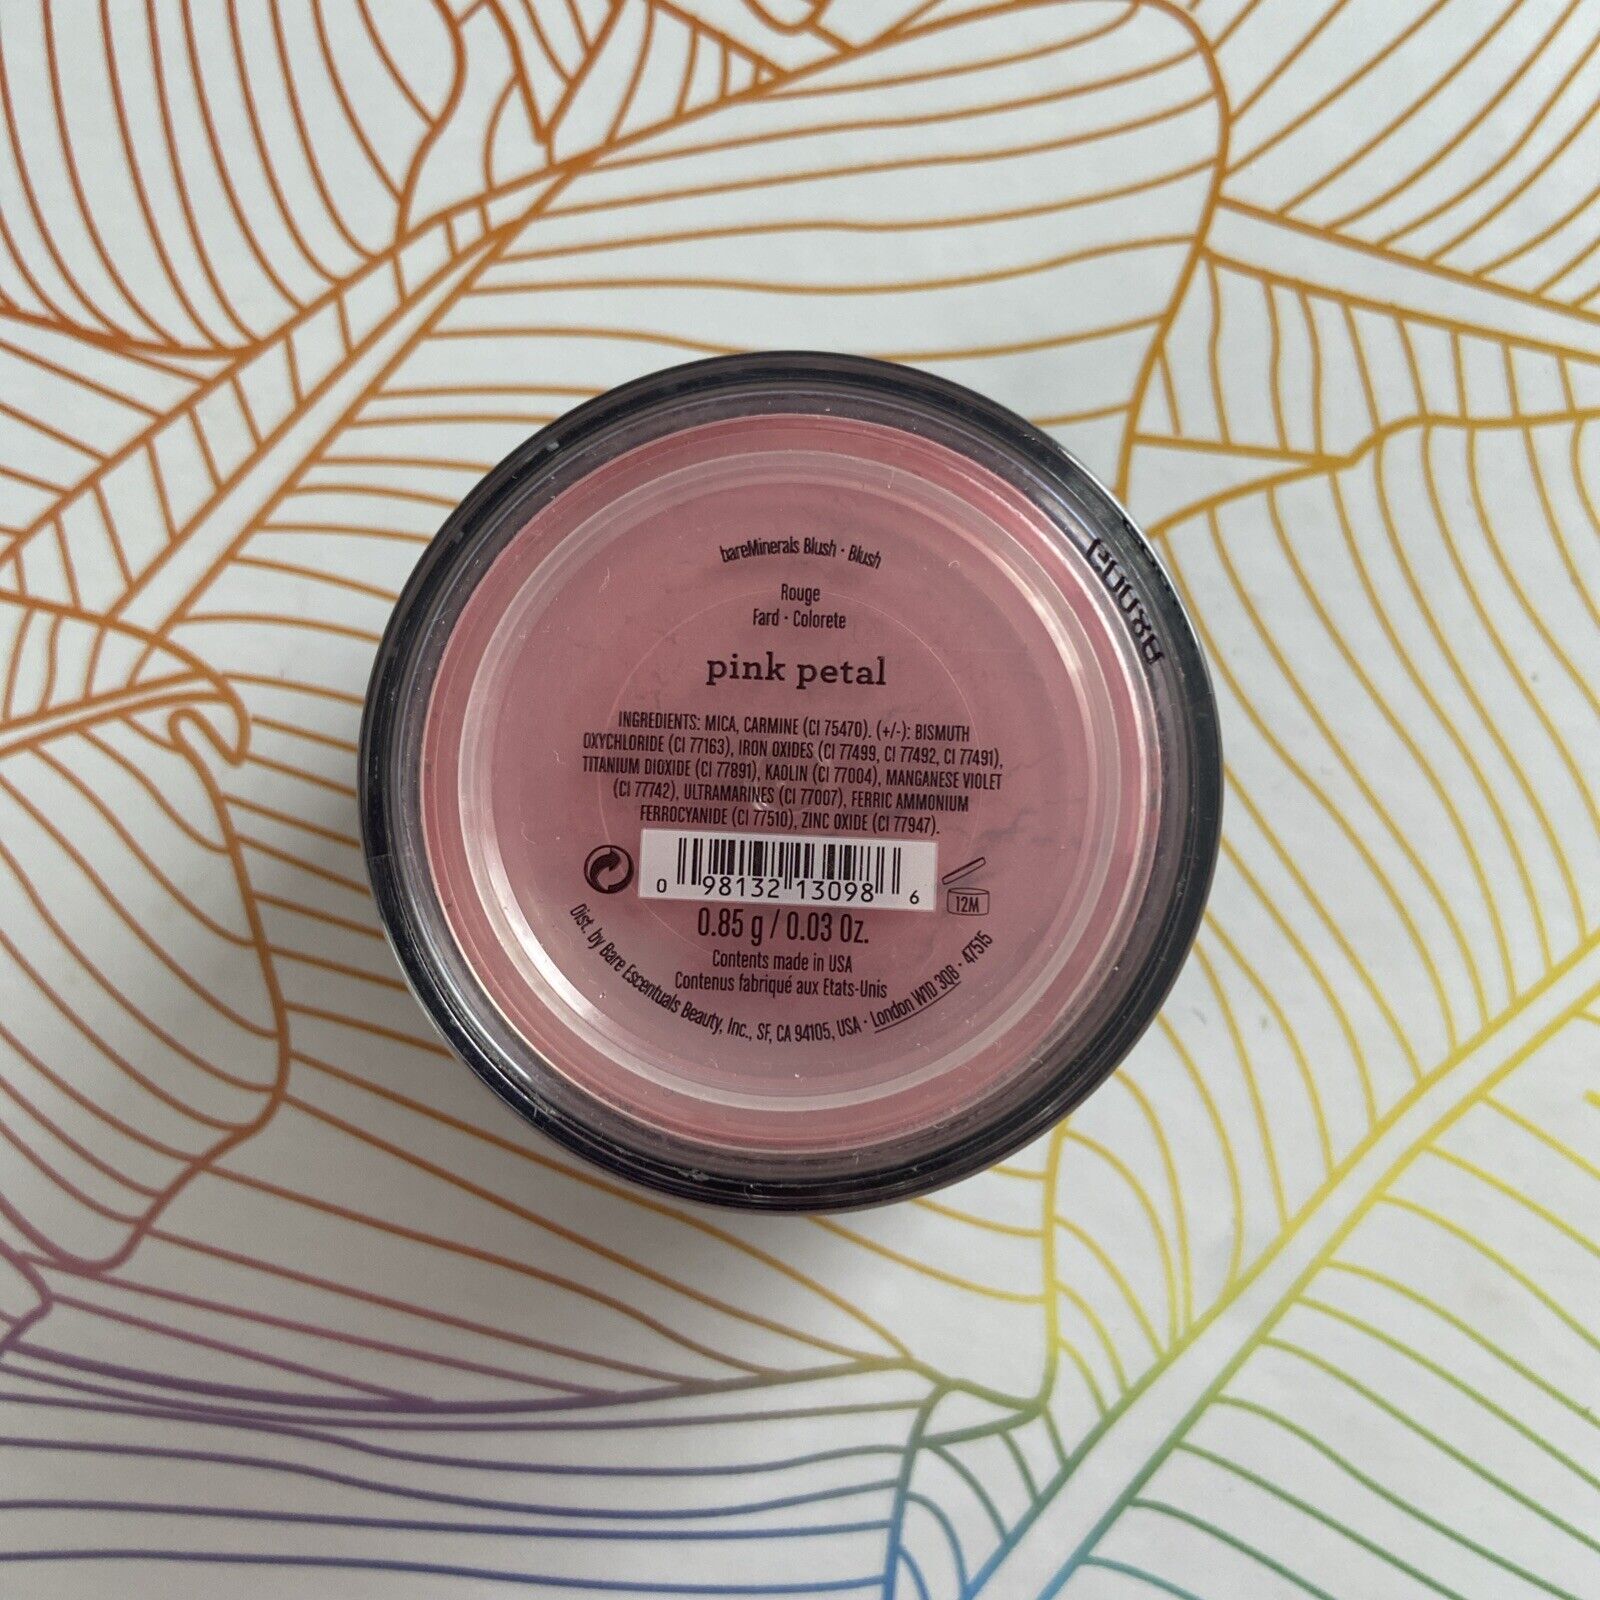 bareMinerals Blush · Blush
Rouge
Fard · Colorete
pink petal
INGREDIENTS: MICA, CARMINE (CI 75470). (+/-): BISMUTH
OXYCHLORIDE (CI 77163), IRON OXIDES (CI 77499, CI 77492, CI 77491),
TITANIUM DIOXIDE (CI 77891), KAOLIN (CI 77004), MANGANESE VIOLET
(CI 77742), ULTRAMARINES (CI 77007), FERRIC AMMONIUM
FERROCYANIDE (CI 77510), ZINC OXIDE (CI 77947).
0 98132 13098 6
12M
0.85 g / 0.03 Oz.
Contents made in USA
Contenus fabriqué aux Etats-Unis
Dist. by Bare Escentuals Beauty, Inc., SF, CA 94105, USA · London W1D 3QB · 47515